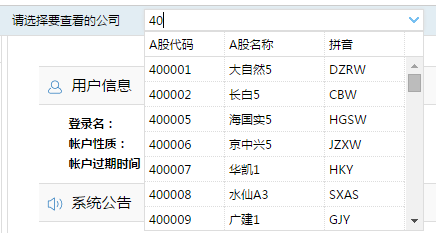 请选择要查看的公司 40
A股代码 A股名称 拼音
400001 大自然5 DZRW
400002 长白5 CBW
400005 海国实5 HGSW
400006 京中兴5 JZXW
400007 华凯1 HKY
400008 水仙A3 SXAS
400009 广建1 GJY
用户信息
登录名：
帐户性质：
帐户过期时间
系统公告